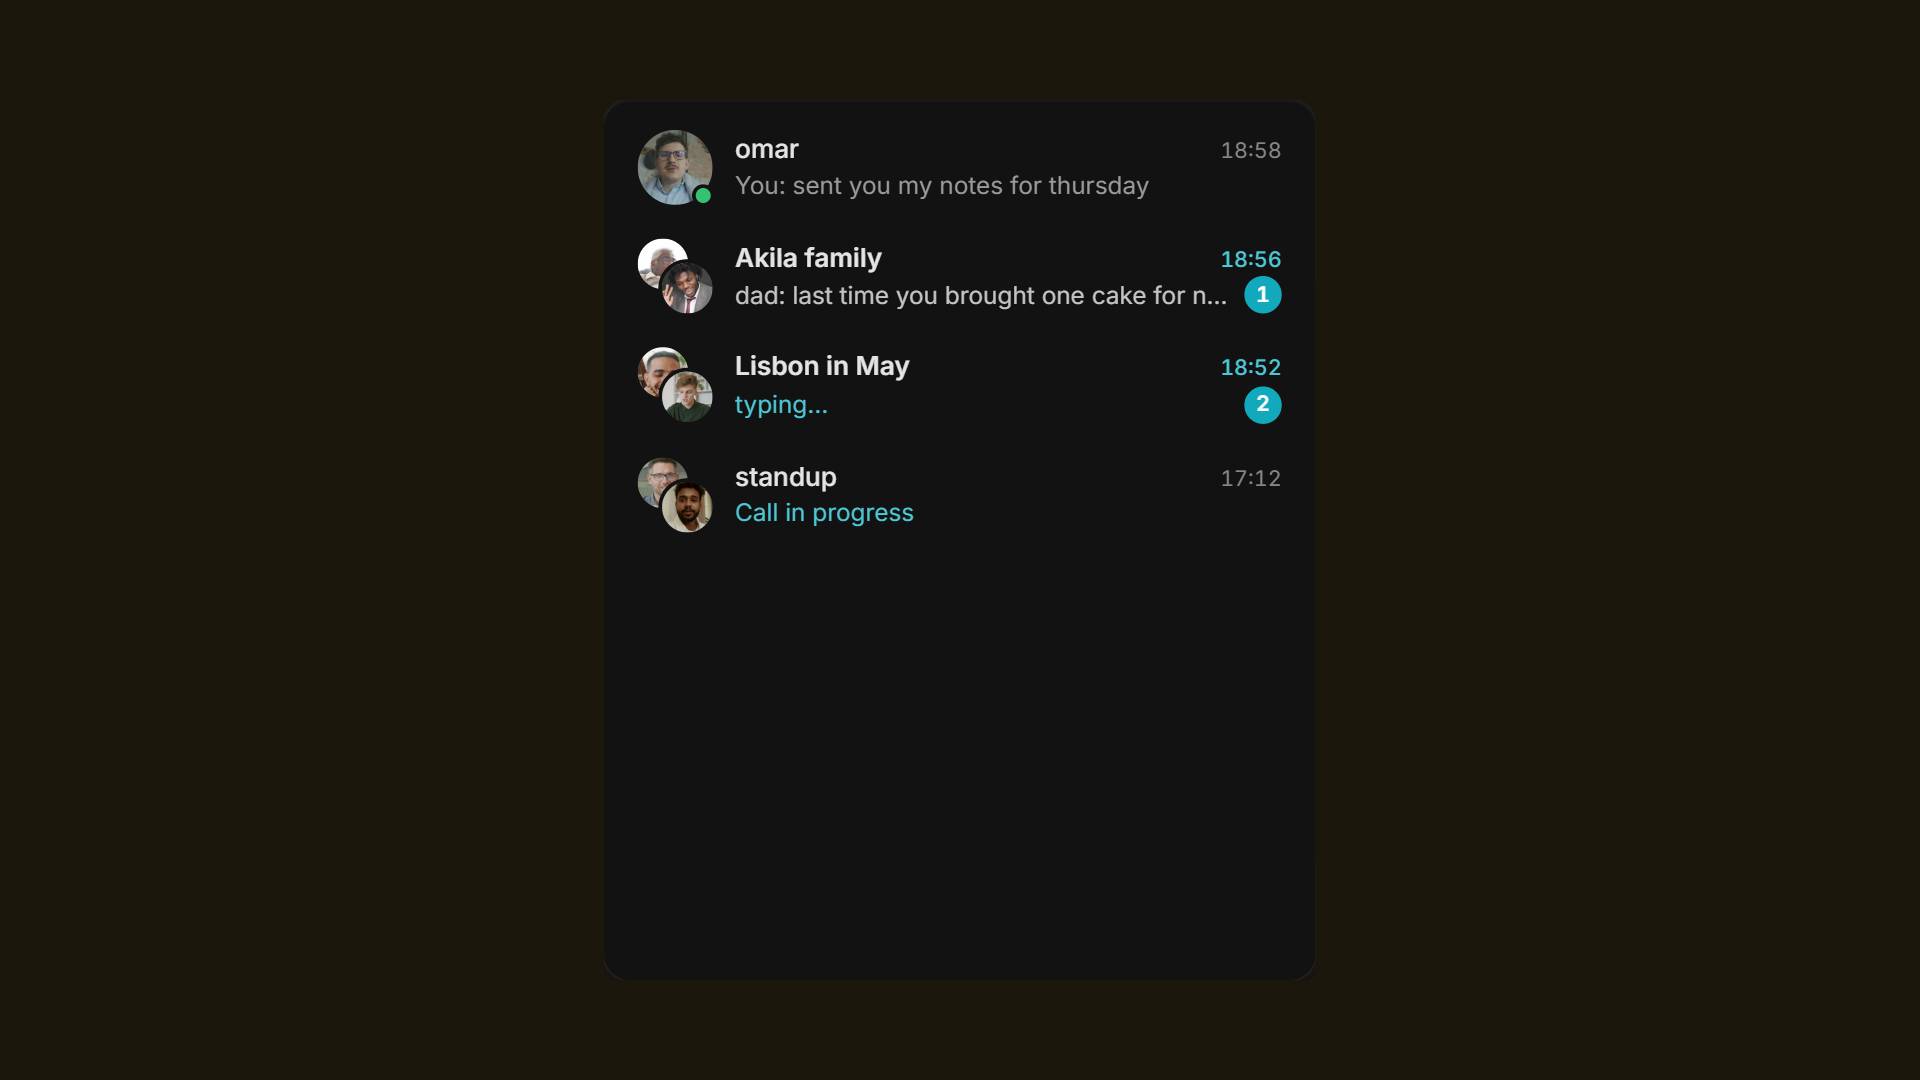 omar 18:58
You: sent you my notes for thursday
Akila family 18:56
dad: last time you brought one cake for n... 1
Lisbon in May 18:52
typing... 2
standup 17:12
Call in progress